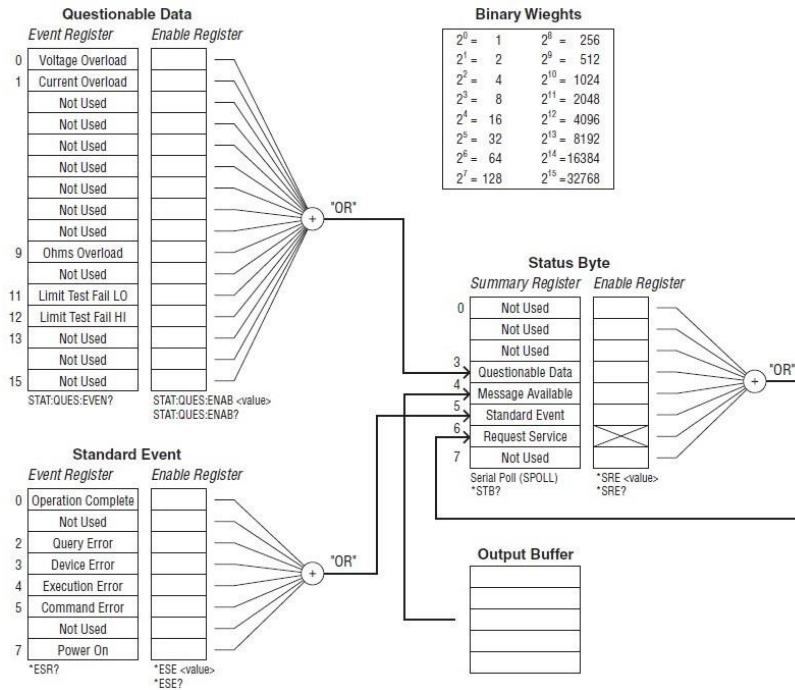 Questionable Data
Event Register Enable Register
0 Voltage Overload
1 Current Overload
Not Used
Not Used
Not Used
Not Used
Not Used
Not Used
Not Used
9 Ohms Overload
Not Used
11 Limit Test Fail LO
12 Limit Test Fail HI
13 Not Used
Not Used
15 Not Used
STAT:QUES:EVEN? STAT:QUES:ENAB <value>
STAT:QUES:ENAB?
+
"OR"
Binary Wieghts
2⁰ = 1 2⁸ = 256
2¹ = 2 2⁹ = 512
2² = 4 2¹⁰ = 1024
2³ = 8 2¹¹ = 2048
2⁴ = 16 2¹² = 4096
2⁵ = 32 2¹³ = 8192
2⁶ = 64 2¹⁴ =16384
2⁷ = 128 2¹⁵ =32768
Status Byte
Summary Register Enable Register
0 Not Used
Not Used
Not Used
3 Questionable Data
4 Message Available
5 Standard Event
6 Request Service
7 Not Used
Serial Poll (SPOLL) *SRE <value>
*STB? *SRE?
+
"OR"
Standard Event
Event Register Enable Register
0 Operation Complete
Not Used
2 Query Error
3 Device Error
4 Execution Error
5 Command Error
Not Used
7 Power On
*ESR? *ESE <value>
*ESE?
+
"OR"
Output Buffer